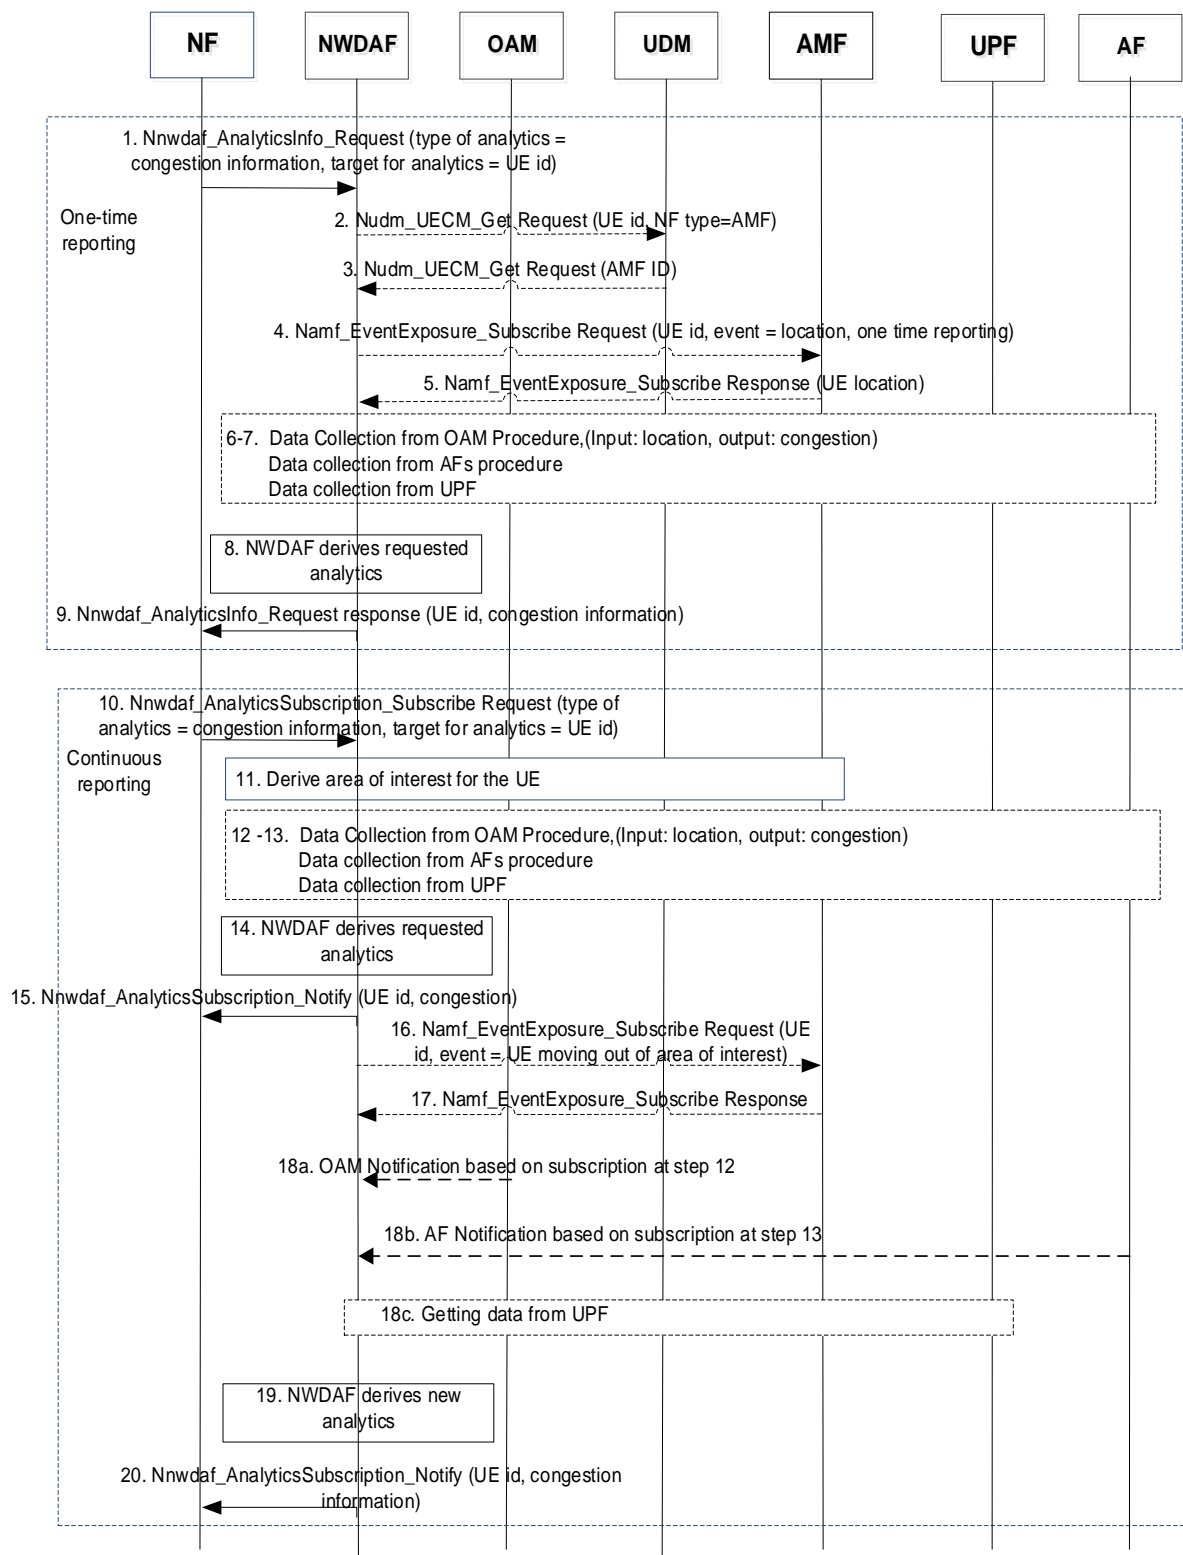 NF
NWDAF
OAM
UDM
AMF
UPF
AF
1. Nnwdaf_AnalyticsInfo_Request (type of analytics =
congestion information, target for analytics = UE id)
One-time
reporting
2. Nudm_UECM_Get Request (UE id, NF type=AMF)
3. Nudm_UECM_Get Request (AMF ID)
4. Namf_EventExposure_Subscribe Request (UE id, event = location, one time reporting)
5. Namf_EventExposure_Subscribe Response (UE location)
6-7. Data Collection from OAM Procedure,(Input: location, output: congestion)
Data collection from AFs procedure
Data collection from UPF
8. NWDAF derives requested
analytics
9. Nnwdaf_AnalyticsInfo_Request response (UE id, congestion information)
10. Nnwdaf_AnalyticsSubscription_Subscribe Request (type of
analytics = congestion information, target for analytics = UE id)
Continuous
reporting
11. Derive area of interest for the UE
12 -13. Data Collection from OAM Procedure,(Input: location, output: congestion)
Data collection from AFs procedure
Data collection from UPF
14. NWDAF derives requested
analytics
15. Nnwdaf_AnalyticsSubscription_Notify (UE id, congestion)
16. Namf_EventExposure_Subscribe Request (UE
id, event = UE moving out of area of interest)
17. Namf_EventExposure_Subscribe Response
18a. OAM Notification based on subscription at step 12
18b. AF Notification based on subscription at step 13
18c. Getting data from UPF
19. NWDAF derives new
analytics
20. Nnwdaf_AnalyticsSubscription_Notify (UE id, congestion
information)